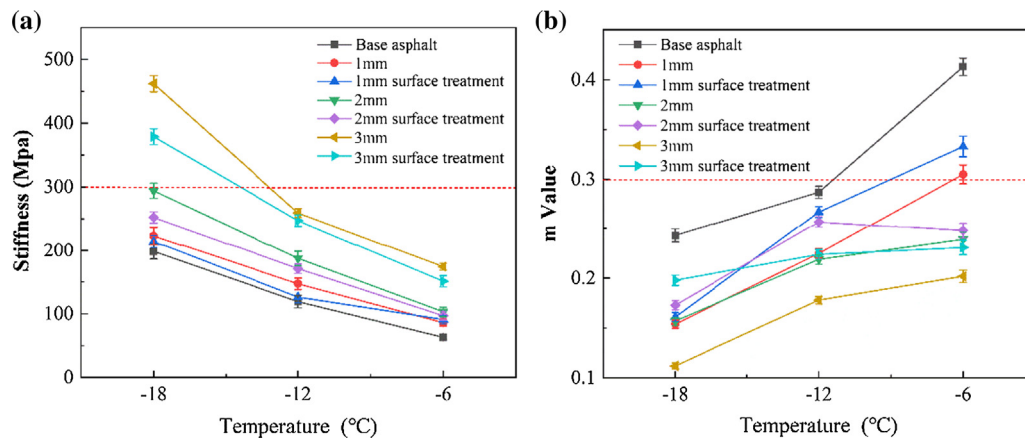 (a)
500
400
300
200
100
0
Stiffness (Mpa)
-18
-12
-6
Temperature (℃)
Base asphalt
1mm
1mm surface treatment
2mm
2mm surface treatment
3mm
3mm surface treatment
(b)
0.4
0.3
0.2
0.1
m Value
-18
-12
-6
Temperature (℃)
Base asphalt
1mm
1mm surface treatment
2mm
2mm surface treatment
3mm
3mm surface treatment